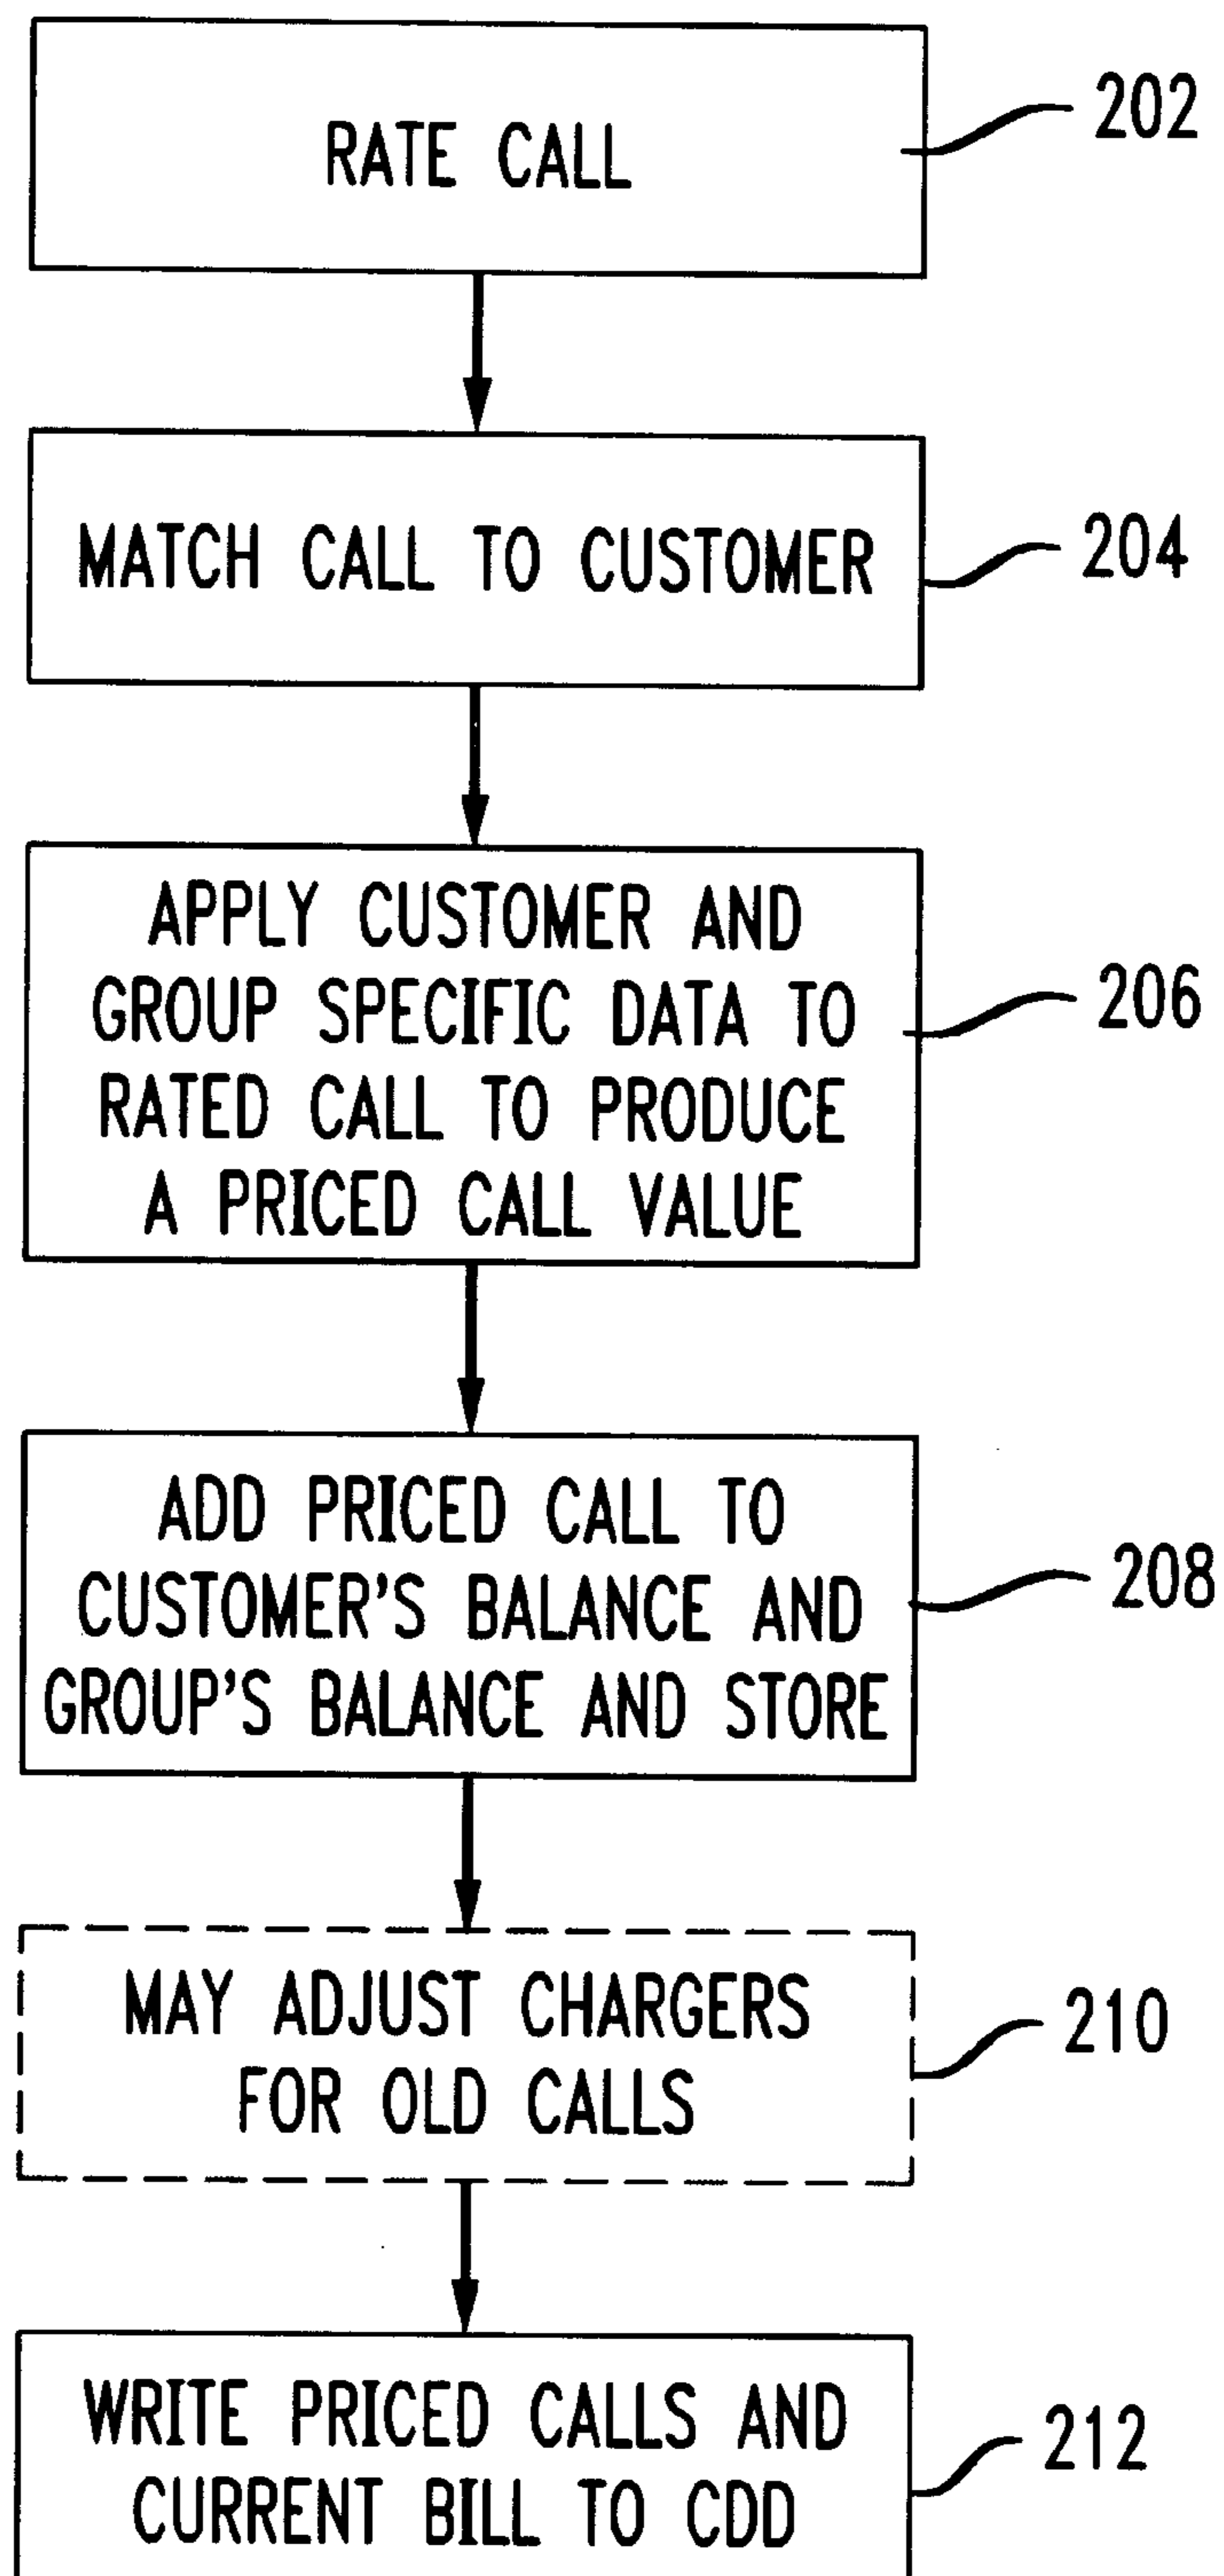 RATE CALL
202
MATCH CALL TO CUSTOMER
204
APPLY CUSTOMER AND
GROUP SPECIFIC DATA TO
RATED CALL TO PRODUCE
A PRICED CALL VALUE
206
ADD PRICED CALL TO
CUSTOMER'S BALANCE AND
GROUP'S BALANCE AND STORE
208
MAY ADJUST CHARGERS
FOR OLD CALLS
210
WRITE PRICED CALLS AND
CURRENT BILL TO CDD
212